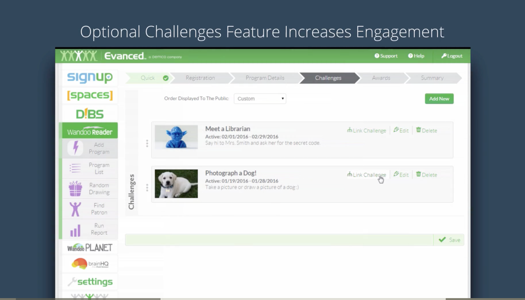 Optional Challenges Feature Increases Engagement
Evanced.
Support
Help
Logout
signup
[spaces]
DIBS
Wandoo Reader
Add Program
Program List
Random Drawing
Find Patron
Run Report
Wandoo PLANET
brainHQ
settings
Quick
Registration
Program Details
Challenges
Awards
Summary
Order Displayed To The Public:
Custom
Add New
Challenges
Meet a Librarian
Active: 02/01/2016 - 02/29/2016
Say hi to Mrs. Smith and ask her for the secret code.
Link Challenge
Edit
Delete
Photograph a Dog!
Active: 01/19/2016 - 01/28/2016
Take a picture or draw a picture of a dog :)
Link Challenge
Edit
Delete
Save